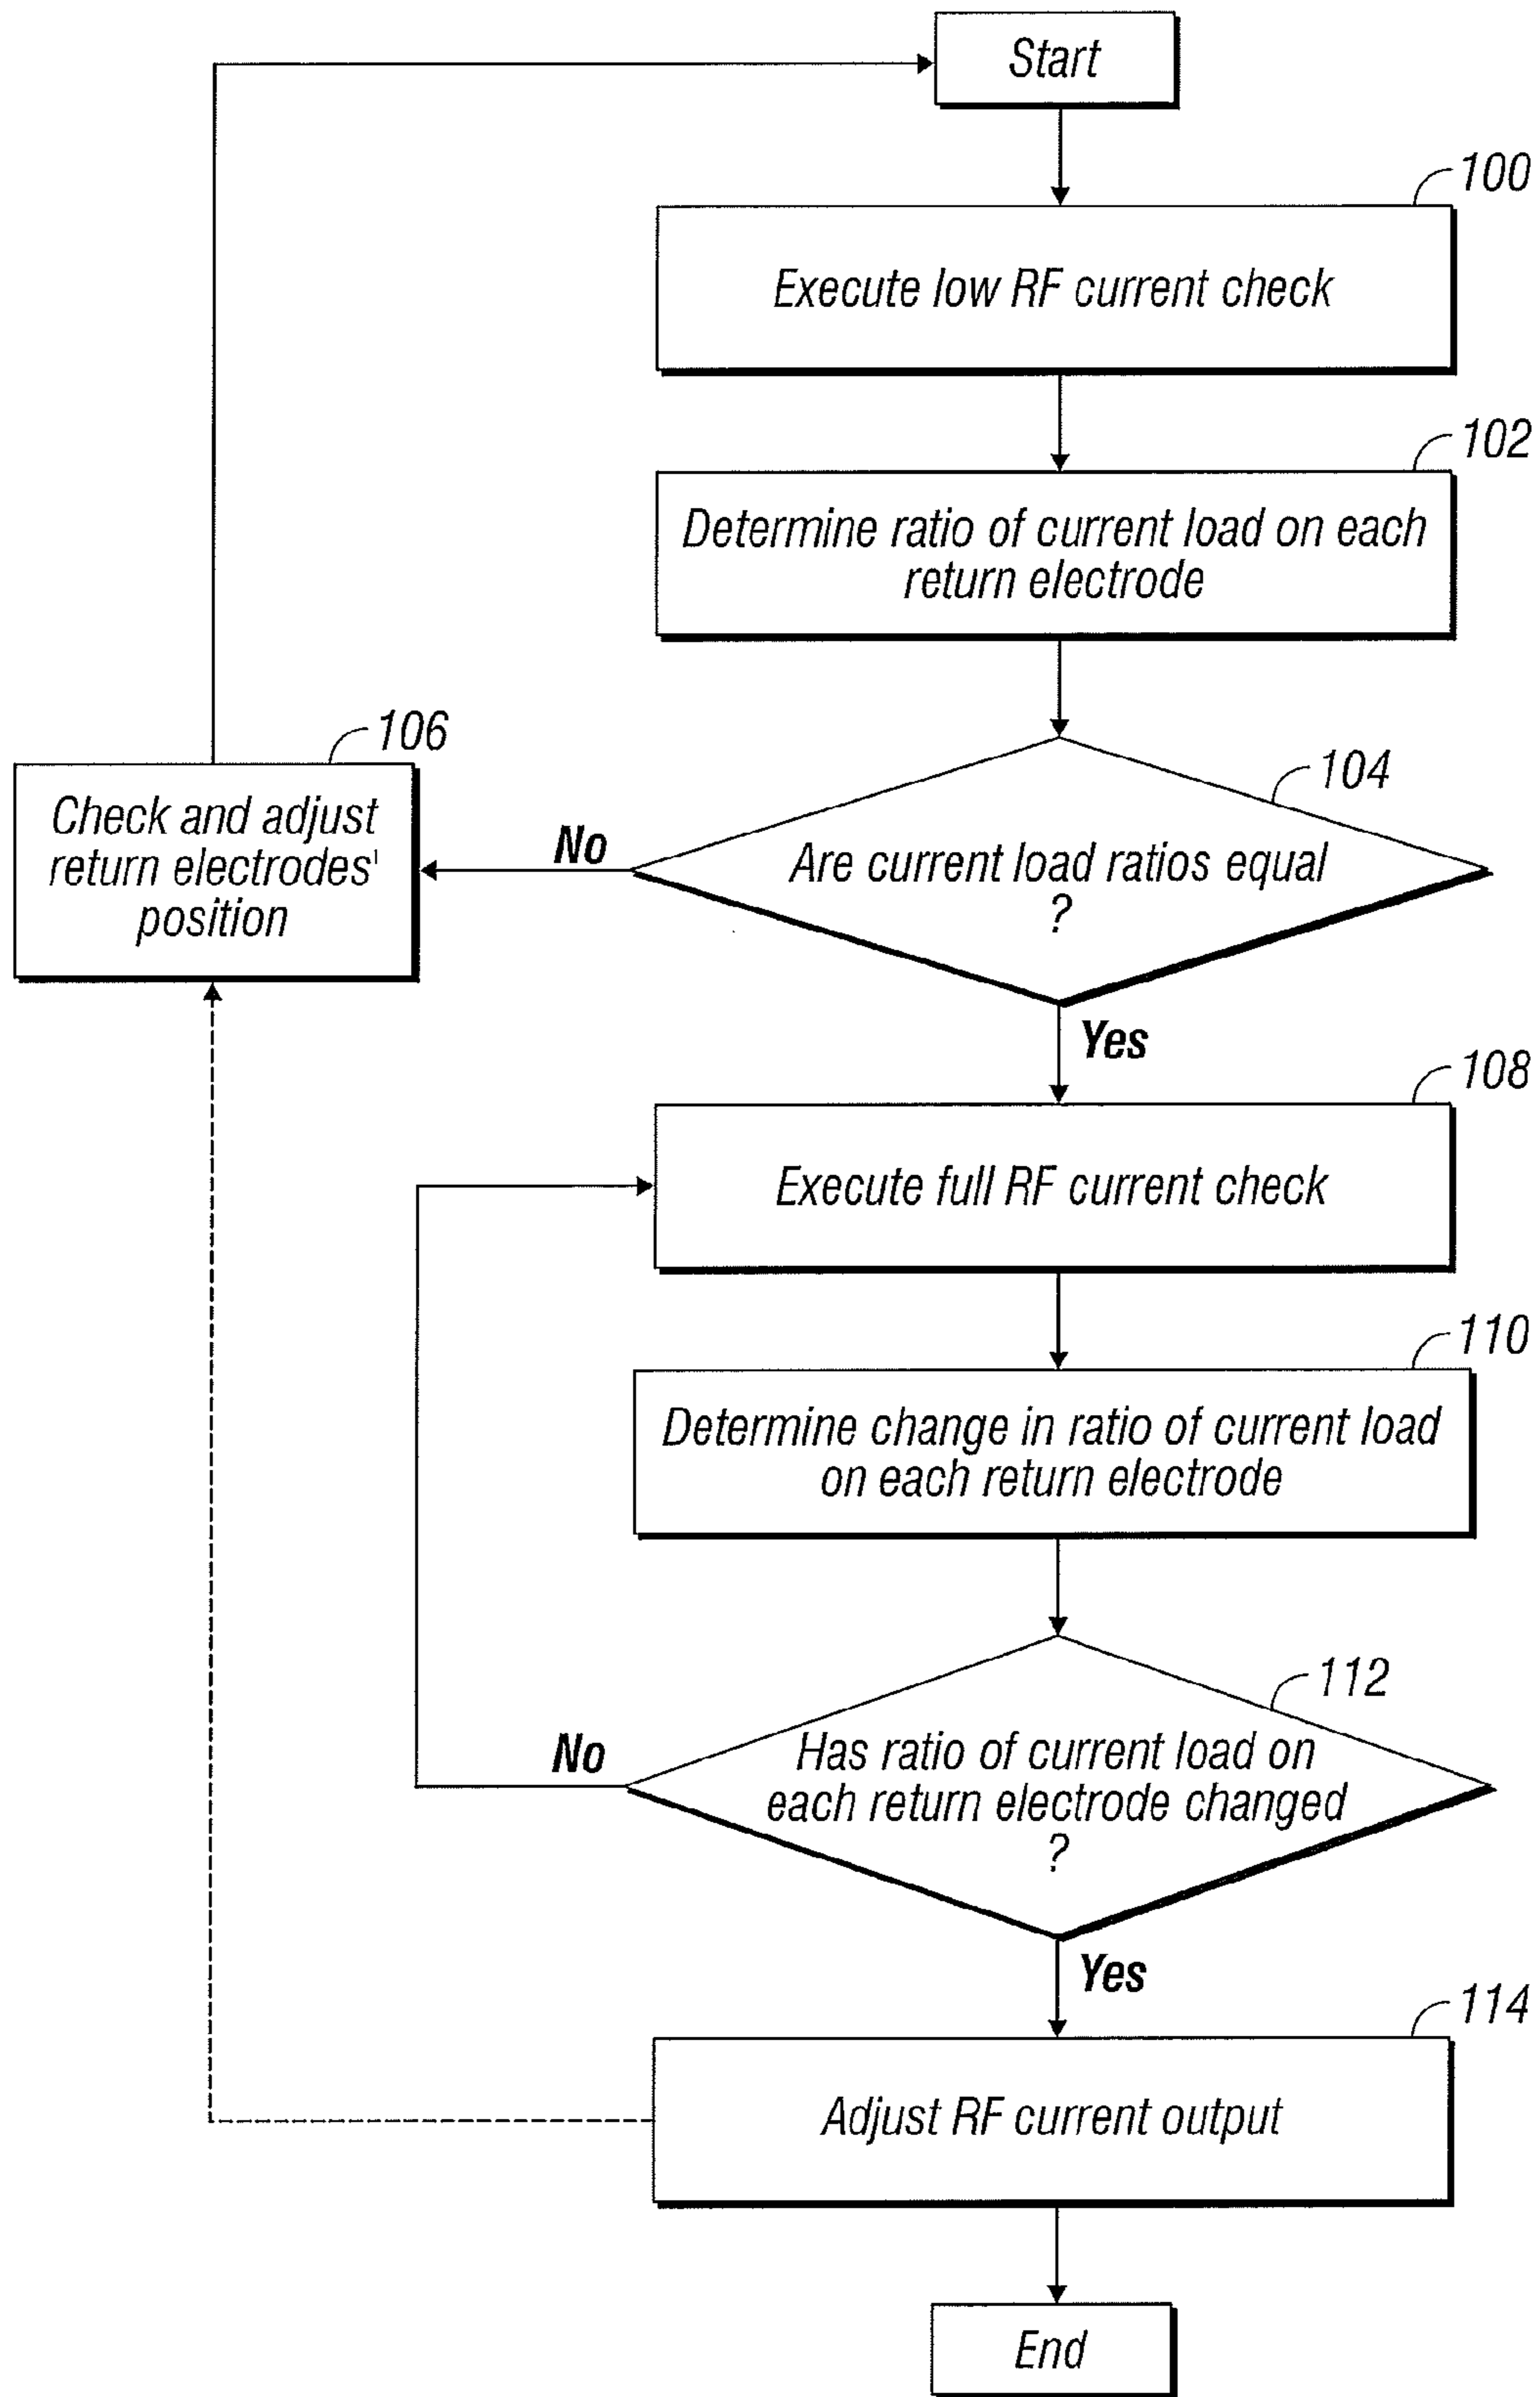 Start
100
Execute low RF current check
102
Determine ratio of current load on each
return electrode
106
Check and adjust
return electrodes'
position
104
No
Are current load ratios equal
?
Yes
108
Execute full RF current check
110
Determine change in ratio of current load
on each return electrode
112
No
Has ratio of current load on
each return electrode changed
?
Yes
114
Adjust RF current output
End